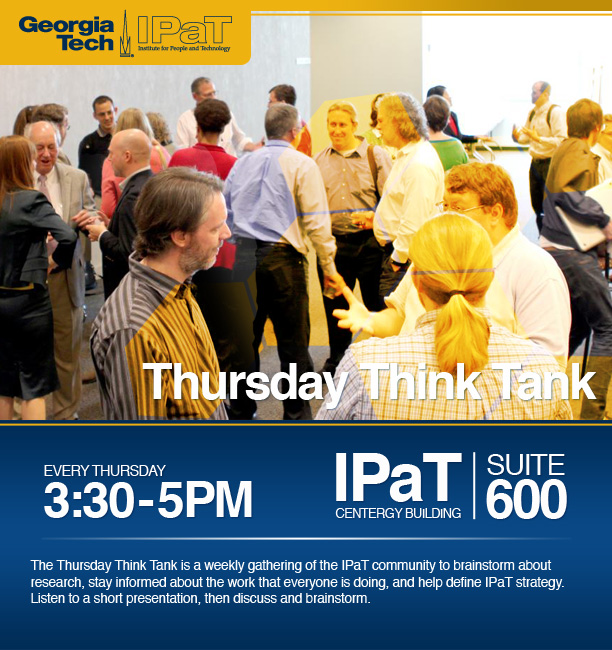 Georgia Tech
IPaT
Institute for People and Technology
Thursday Think Tank
EVERY THURSDAY
3:30-5PM
IPaT
CENTERGY BUILDING
SUITE
600
The Thursday Think Tank is a weekly gathering of the IPaT community to brainstorm about
research, stay informed about the work that everyone is doing, and help define IPaT strategy.
Listen to a short presentation, then discuss and brainstorm.